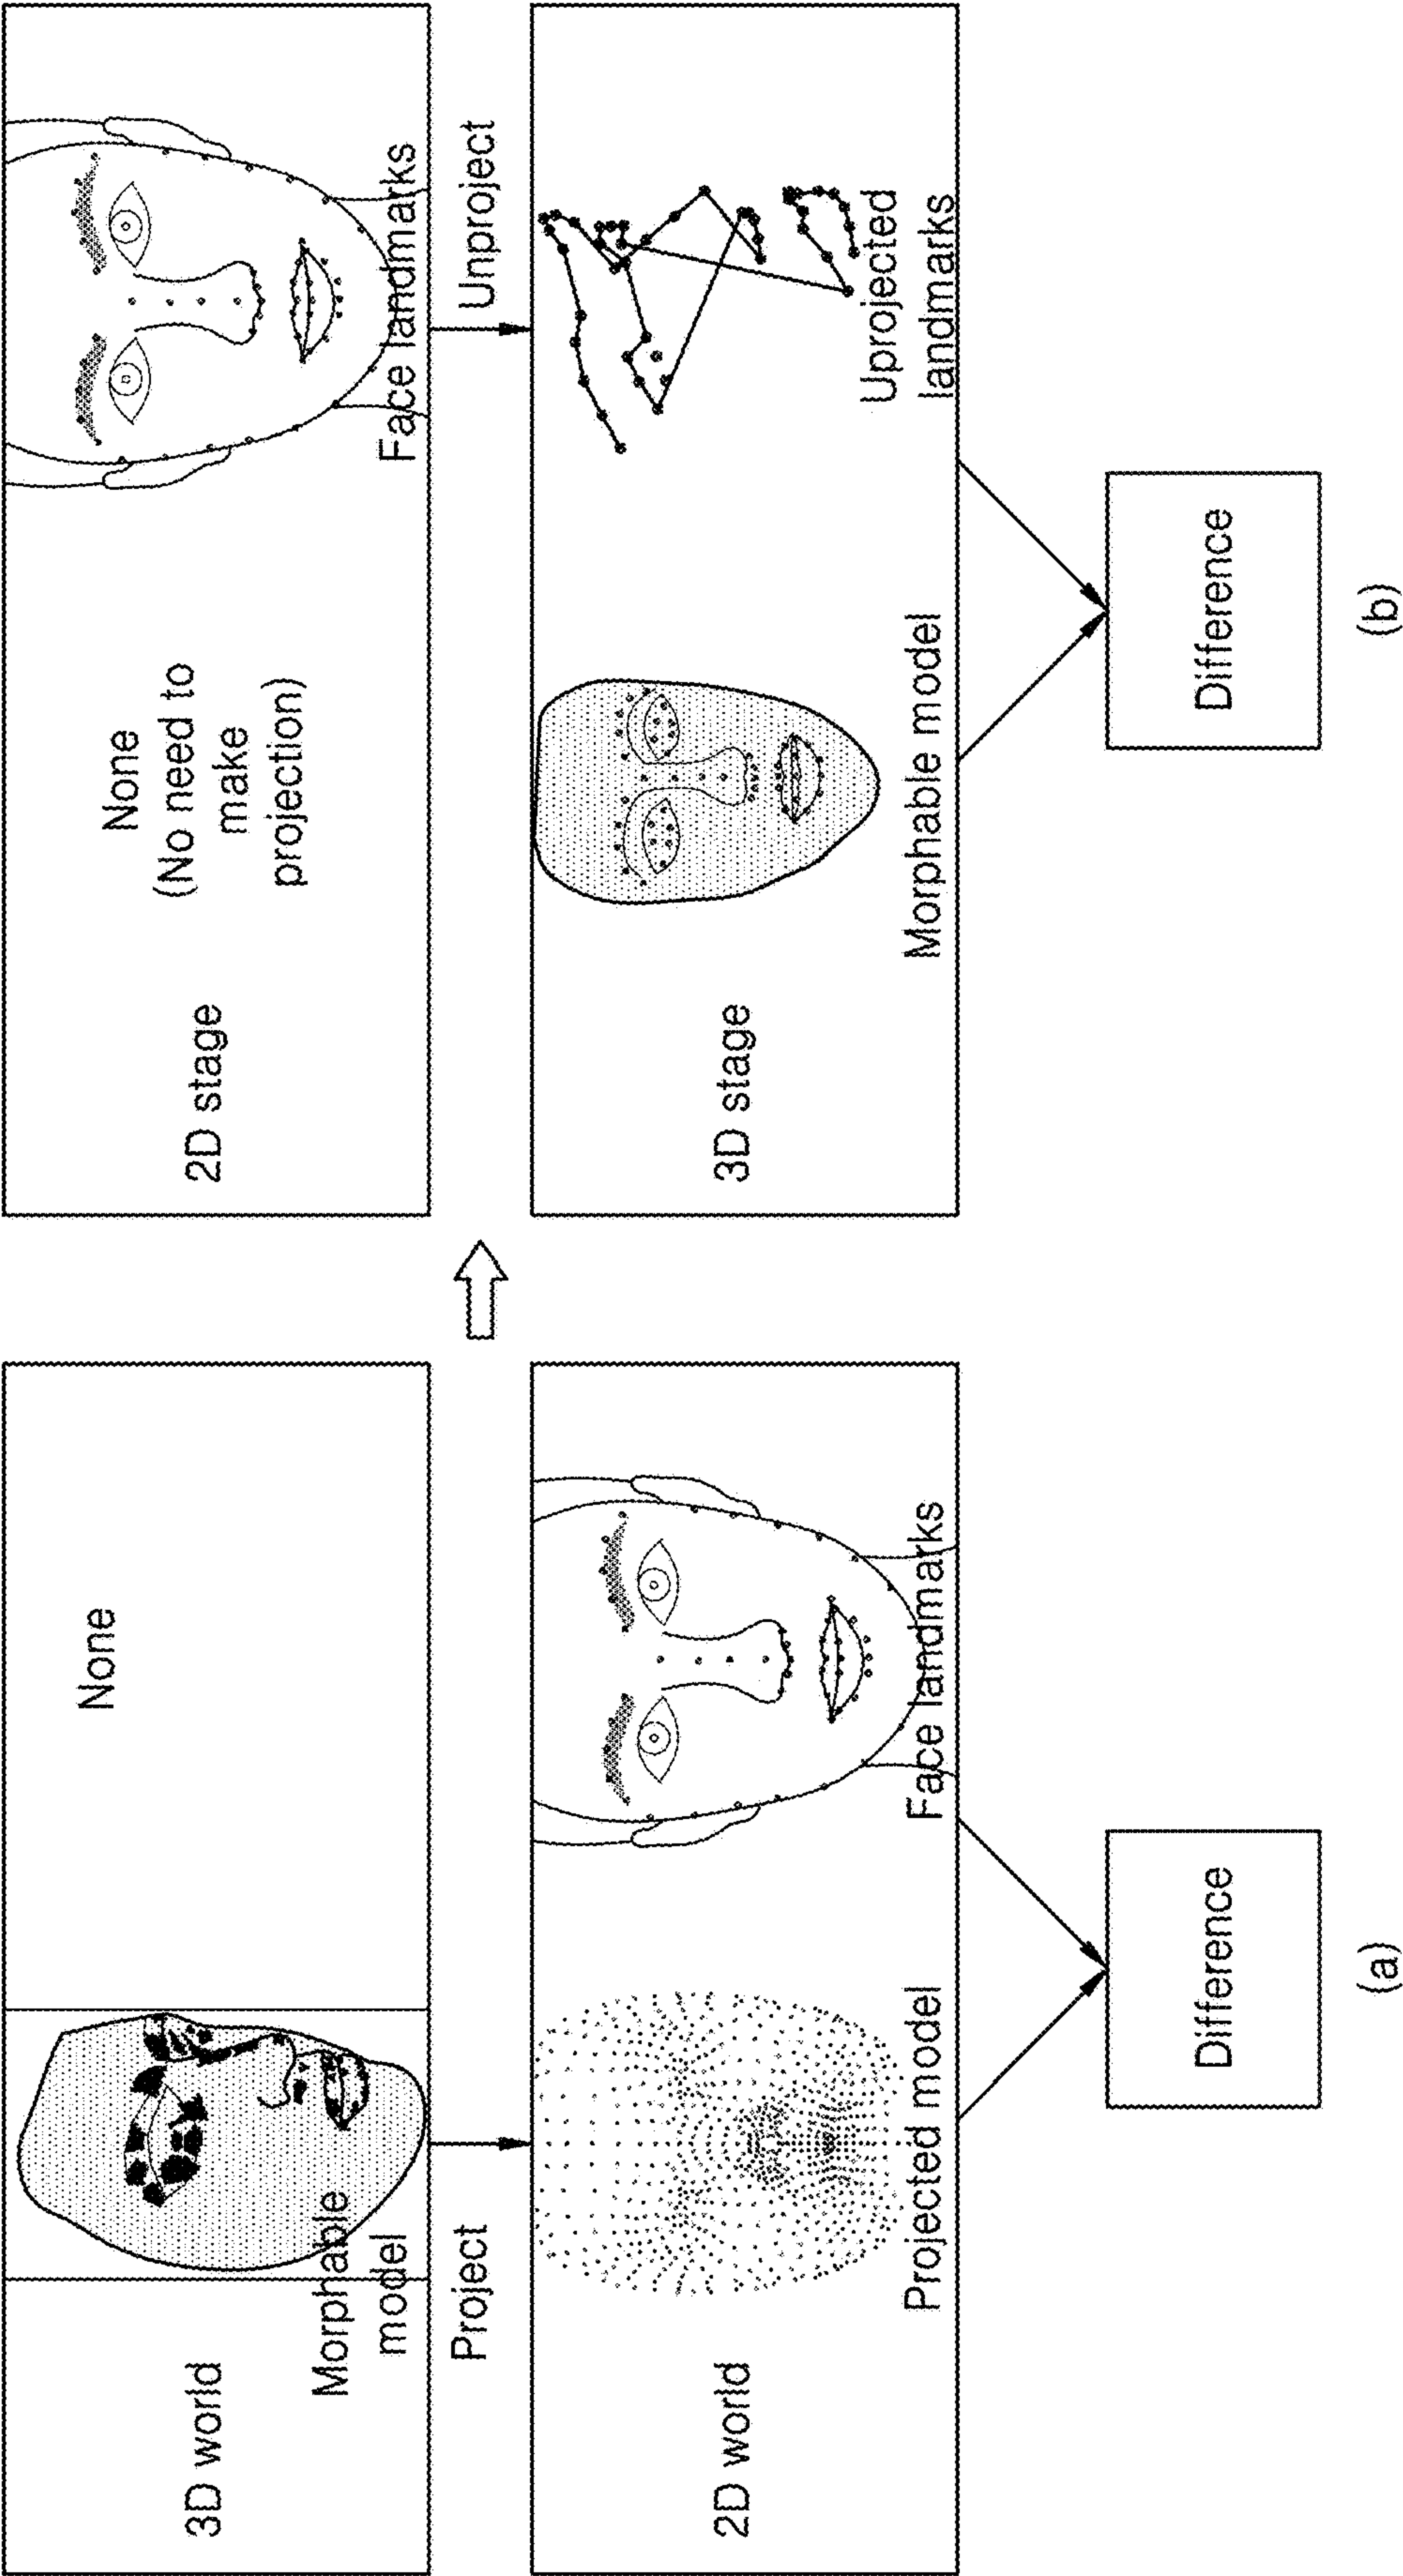 3D world
Morphable
model
None
Project
2D world
Projected model
Face landmarks
Difference
(a)
2D stage
None
(No need to
make
projection)
Face landmarks
Unproject
3D stage
Morphable model
Uprojected
landmarks
Difference
(b)